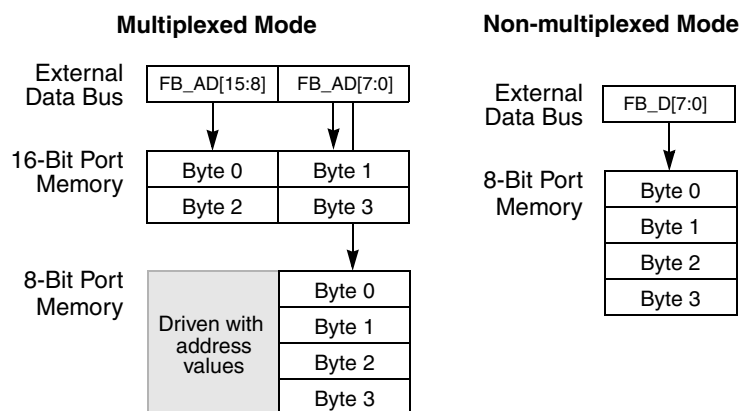 Multiplexed Mode
External
Data Bus
FB_AD[15:8] FB_AD[7:0]
16-Bit Port
Memory
Byte 0 Byte 1
Byte 2 Byte 3
8-Bit Port
Memory
Driven with
address
values
Byte 0
Byte 1
Byte 2
Byte 3
Non-multiplexed Mode
External
Data Bus
FB_D[7:0]
8-Bit Port
Memory
Byte 0
Byte 1
Byte 2
Byte 3